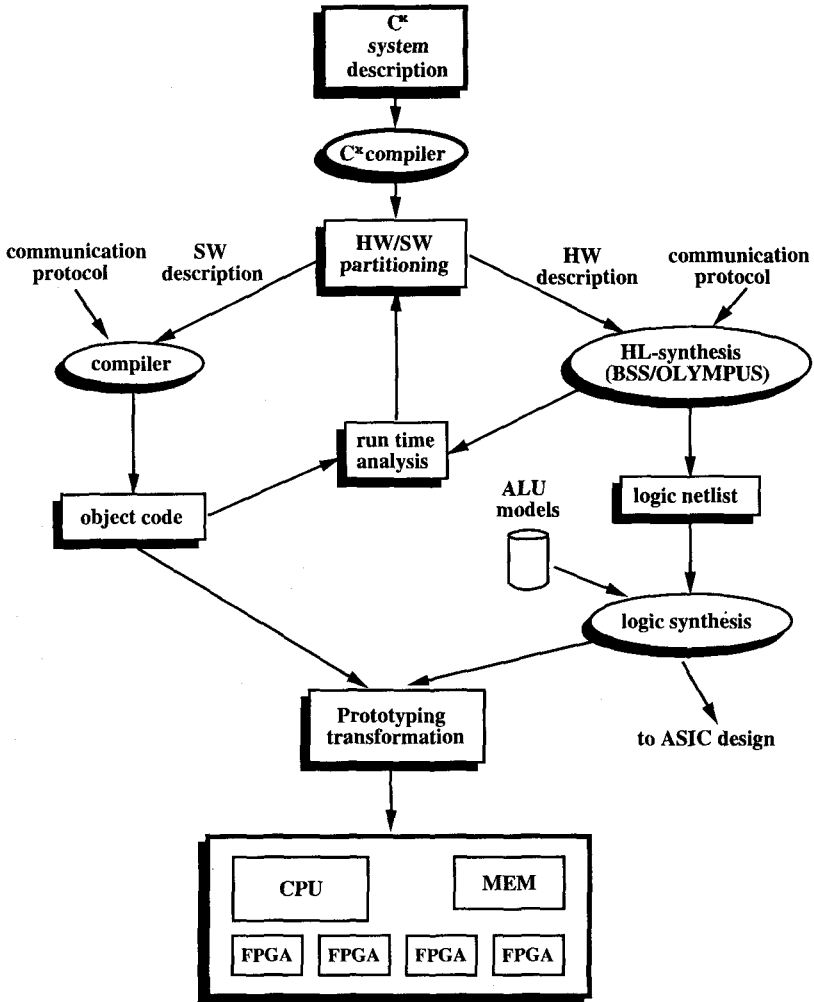 Cx
system
description
Cx compiler
HW/SW
partitioning
communication
protocol
SW
description
HW
description
communication
protocol
compiler
HL-synthesis
(BSS/OLYMPUS)
run time
analysis
object code
ALU
models
logic netlist
logic synthesis
Prototyping
transformation
to ASIC design
CPU
MEM
FPGA
FPGA
FPGA
FPGA